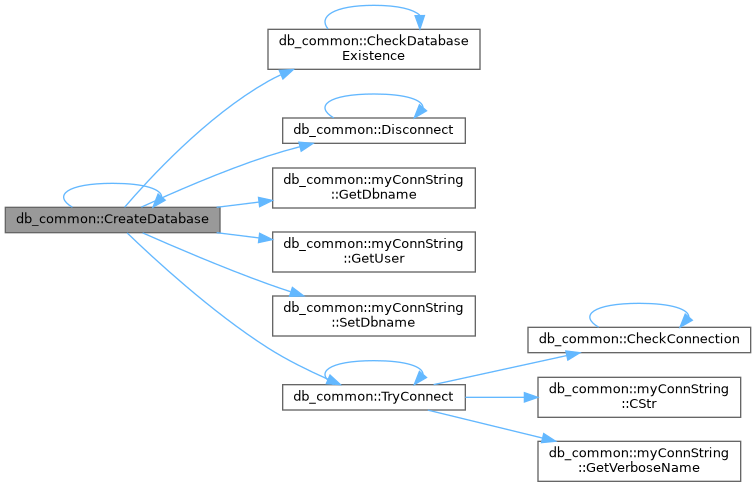 db_common::CheckDatabase
Existence
db_common::Disconnect
db_common::myConnString
::GetDbname
db_common::CreateDatabase
db_common::myConnString
::GetUser
db_common::myConnString
::SetDbname
db_common::CheckConnection
db_common::TryConnect
db_common::myConnString
::CStr
db_common::myConnString
::GetVerboseName